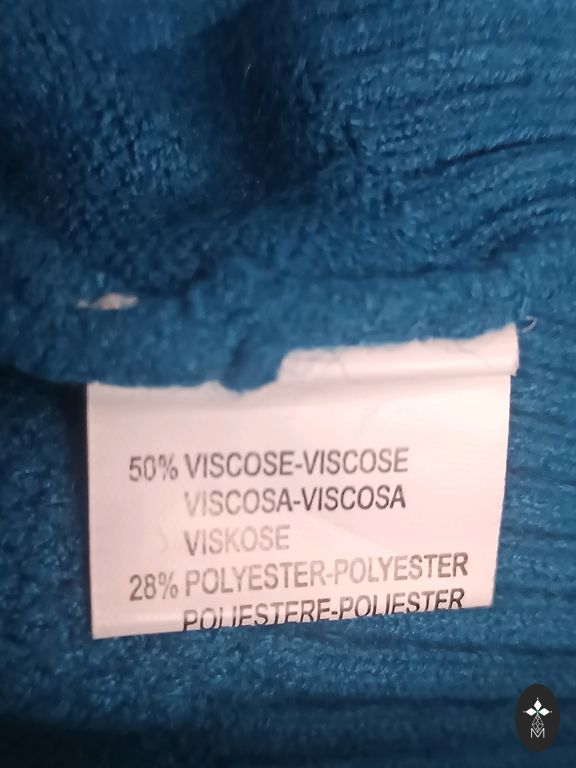 50% VISCOSE-VISCOSE
VISCOSA-VISCOSA
VISKOSE
28% POLYESTER-POLYESTER
POLIESTERE-POLIESTER
M